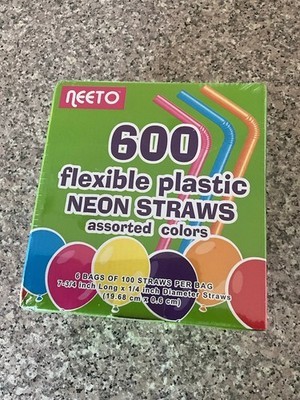 NEETO
600
flexible plastic
NEON STRAWS
assorted colors
6 BAGS OF 100 STRAWS PER BAG
7-3/4 inch Long x 1/4 inch Diameter Straws
(19.68 cm x 6.6 cm)